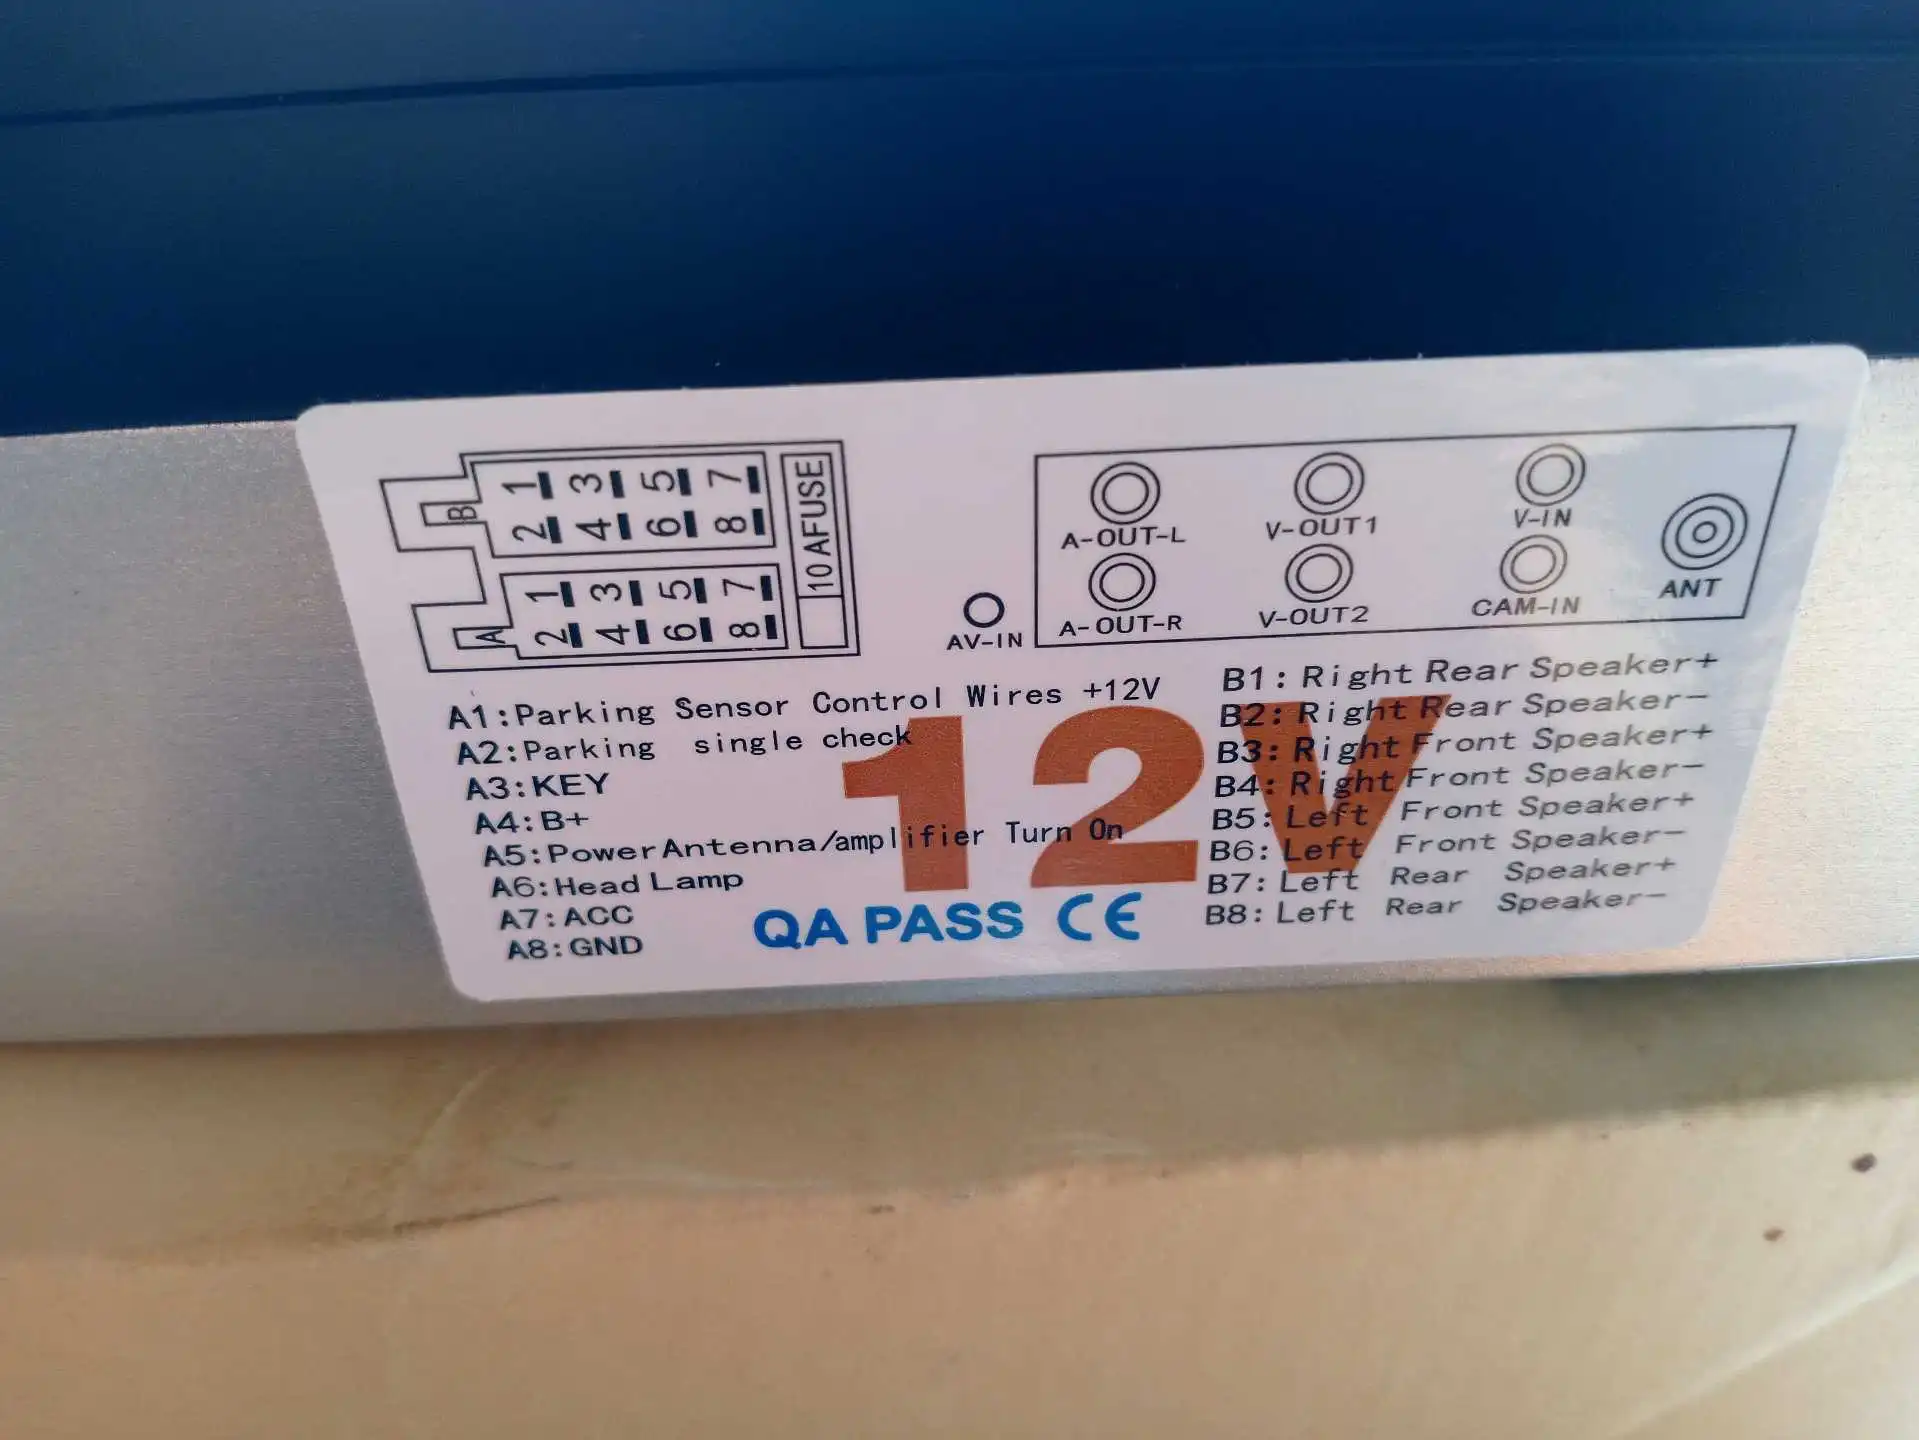 B
1 3 5 7
2 4 6 8
A
1 3 5 7
2 4 6 8
10 AFUSE
AV-IN
A-OUT-L V-OUT1 V-IN
A-OUT-R V-OUT2 CAM-IN ANT
A1:Parking Sensor Control Wires +12V
A2:Parking single check
A3:KEY
A4:B+
A5:Power Antenna/amplifier Turn On
A6:Head Lamp
A7:ACC
A8:GND
12V
QA PASS CE
B1: Right Rear Speaker+
B2: Right Rear Speaker-
B3: Right Front Speaker+
B4: Right Front Speaker-
B5: Left Front Speaker+
B6: Left Front Speaker-
B7: Left Rear Speaker+
B8: Left Rear Speaker-